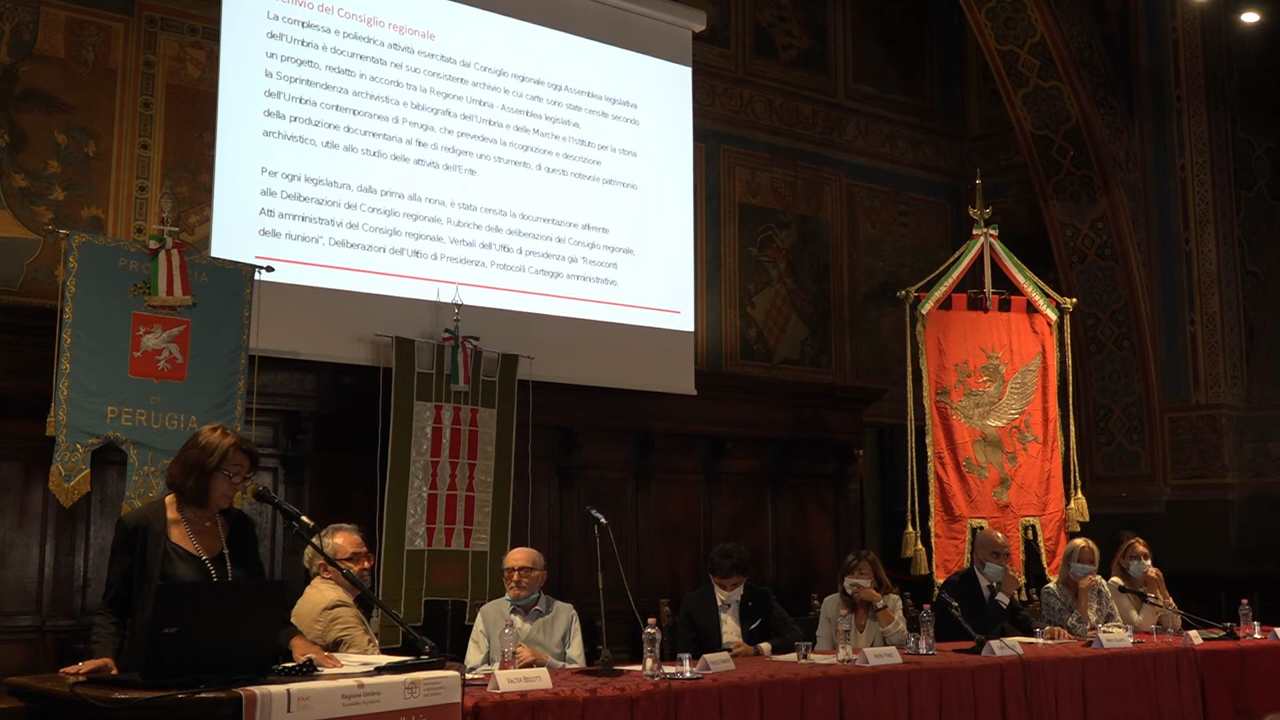 Archivio del Consiglio regionale
La complessa e poliedrica attività esercitata dal Consiglio regionale oggi Assemblea legislativa
dell'Umbria è documentata nel suo consistente archivio le cui carte sono state censite secondo
un progetto, redatto in accordo tra la Regione Umbria - Assemblea legislativa,
la Soprintendenza archivistica e bibliografica dell'Umbria e delle Marche e l'Istituto per la storia
dell'Umbria contemporanea di Perugia, che prevedeva la ricognizione e descrizione
della produzione documentaria al fine di redigere uno strumento, di questo notevole patrimonio
archivistico, utile allo studio delle attività dell'Ente.
Per ogni legislatura, dalla prima alla nona, è stata censita la documentazione afferente
alle Deliberazioni del Consiglio regionale, Rubriche delle deliberazioni del Consiglio regionale,
Atti amministrativi del Consiglio regionale, Verbali dell'Ufficio di presidenza già "Resoconti
delle riunioni", Deliberazioni dell'Ufficio di Presidenza, Protocolli Carteggio amministrativo.
DI
PERUGIA
acer
Regione Umbria
VALTER BISCOTTI